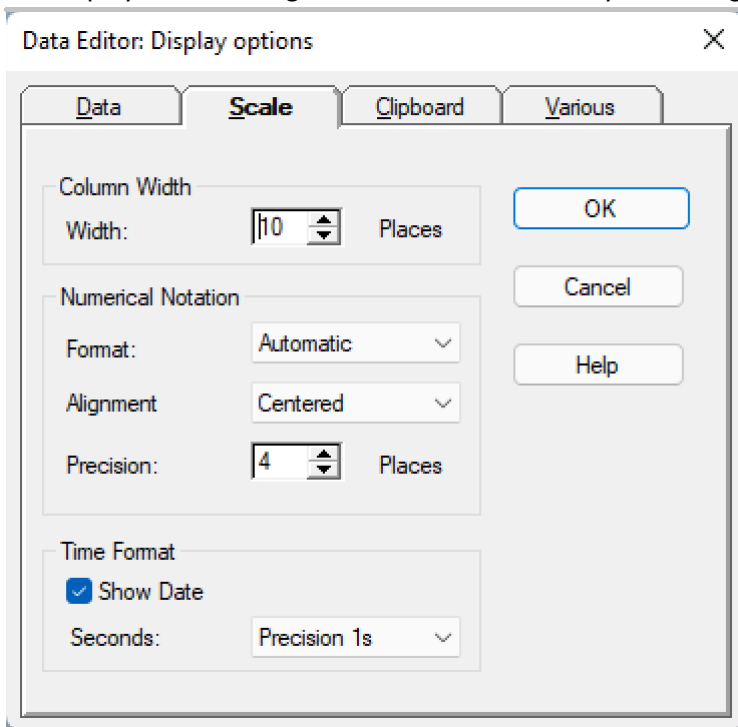 Data Editor: Display options
Data Scale Clipboard Various
Column Width
Width: 10 Places
OK
Numerical Notation
Cancel
Format: Automatic
Help
Alignment Centered
Precision: 4 Places
Time Format
Show Date
Seconds: Precision 1s